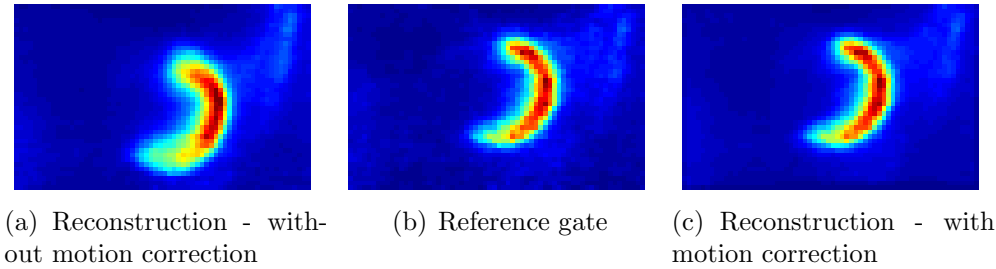 (a) Reconstruction - with-
out motion correction
(b) Reference gate
(c) Reconstruction - with
motion correction